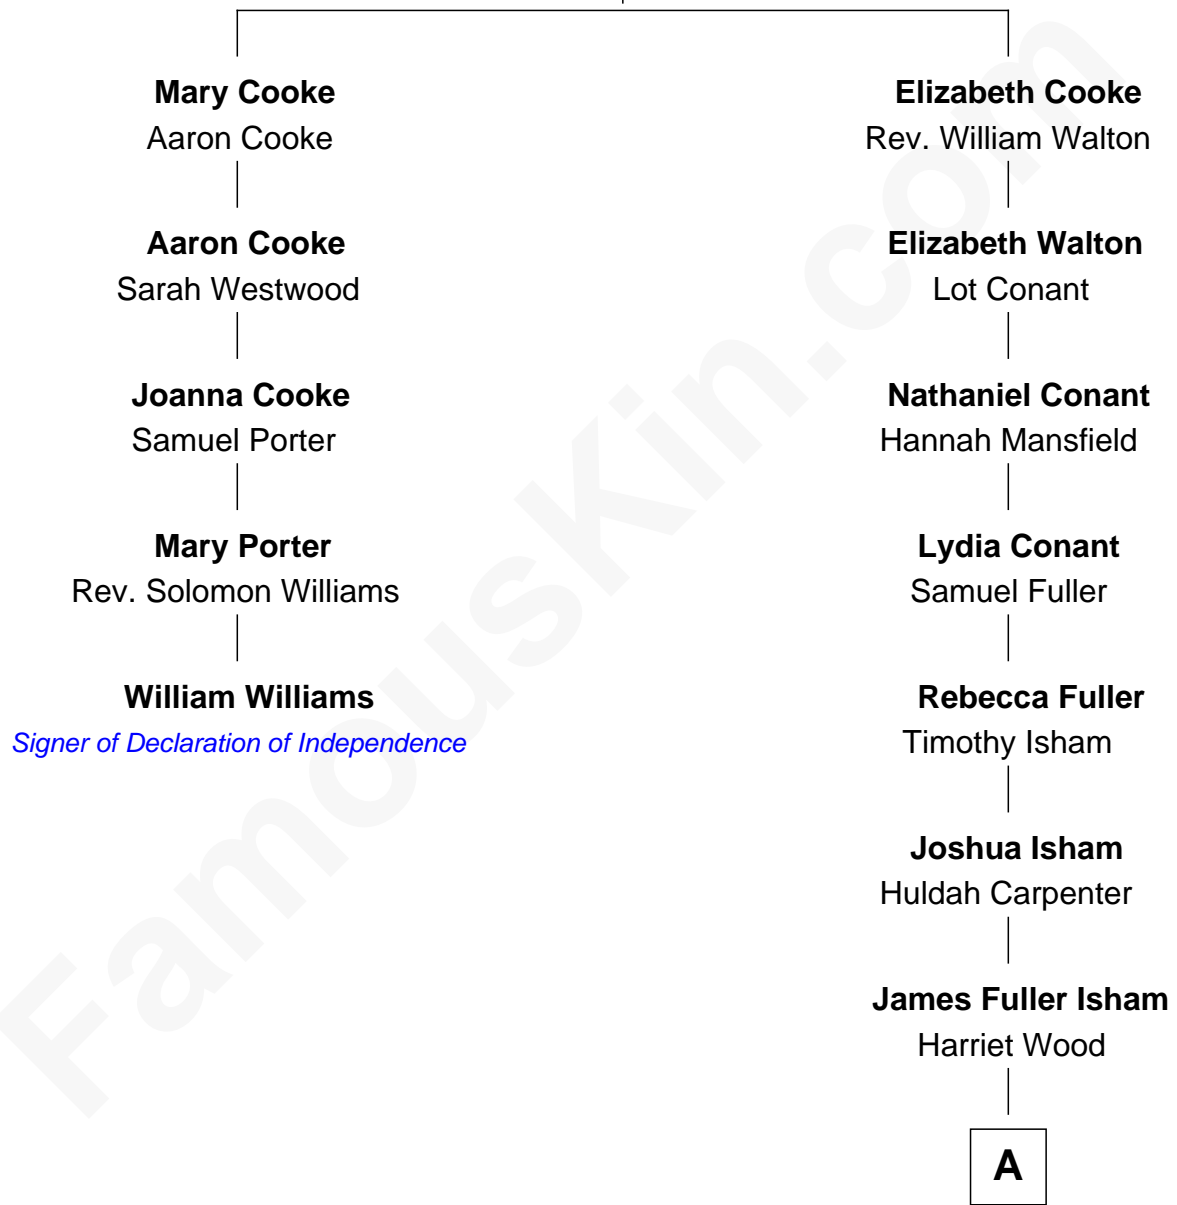 Mary Cooke
Aaron Cooke
Aaron Cooke
Sarah Westwood
Joanna Cooke
Samuel Porter
Mary Porter
Rev. Solomon Williams
William Williams
Signer of Declaration of Independence
Elizabeth Cooke
Rev. William Walton
Elizabeth Walton
Lot Conant
Nathaniel Conant
Hannah Mansfield
Lydia Conant
Samuel Fuller
Rebecca Fuller
Timothy Isham
Joshua Isham
Huldah Carpenter
James Fuller Isham
Harriet Wood
A
FamousKin.com